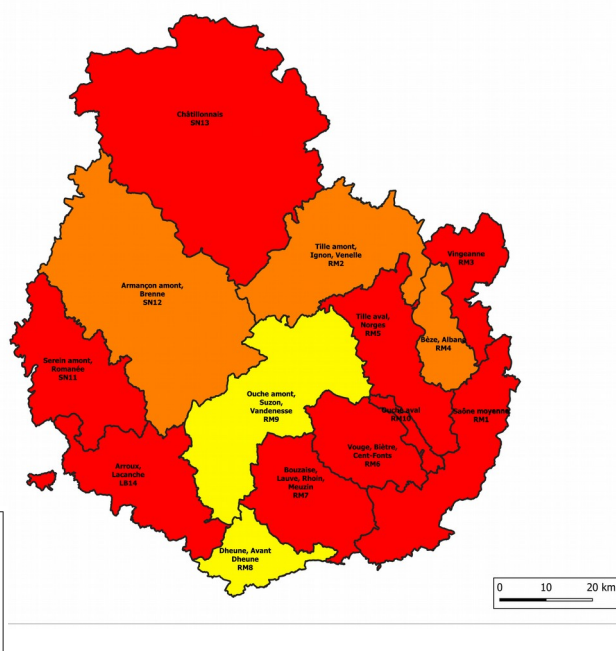 Châtillonnais
SN13
Tille amont,
Ignon, Venelle
RM2
Vingeanne
RM3
Armançon amont,
Brenne
SN12
Tille aval,
Norges
RM5
Bèze, Albane
RM4
Serein amont,
Romanée
SN11
Ouche amont,
Suzon,
Vandenesse
RM9
Ouche aval
RM10
Saône moyenne
RM1
Vouge, Biètre,
Cent-Fonts
RM6
Arroux,
Lacanche
LB14
Bouzaise,
Lauve, Rhoin,
Meuzin
RM7
Dheune, Avant
Dheune
RM8
0 10 20 km